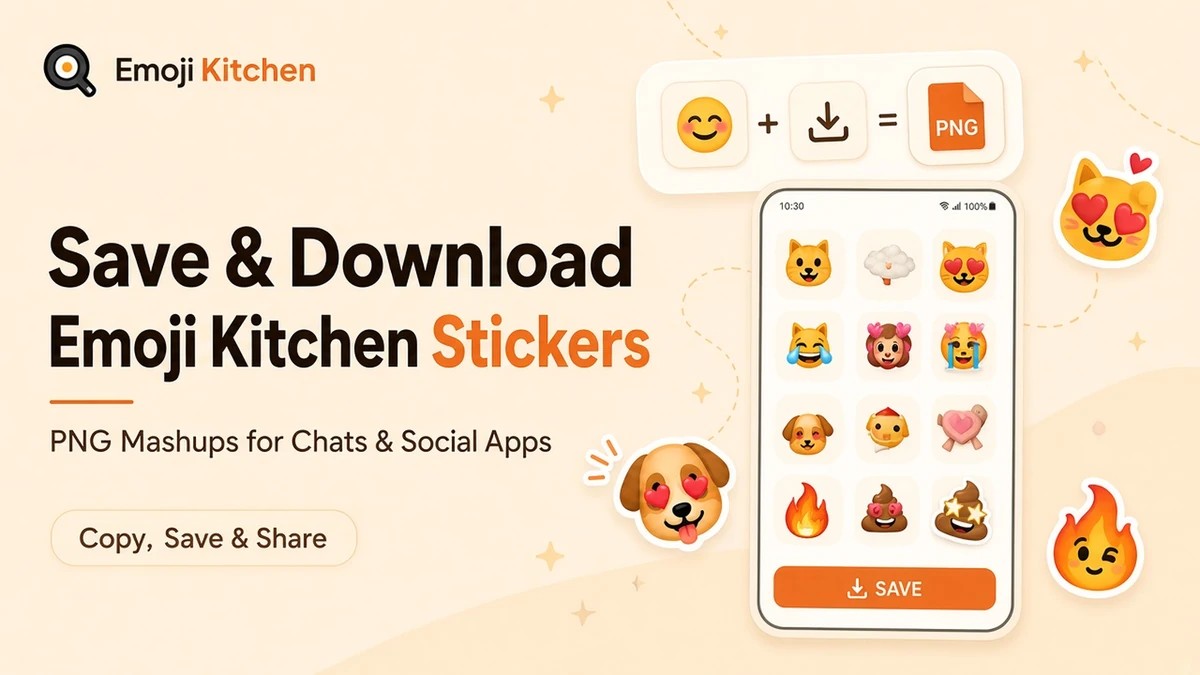 Emoji Kitchen
Save & Download
Emoji Kitchen Stickers
PNG Mashups for Chats & Social Apps
Copy, Save & Share
+
=
PNG
10:30
100%
SAVE